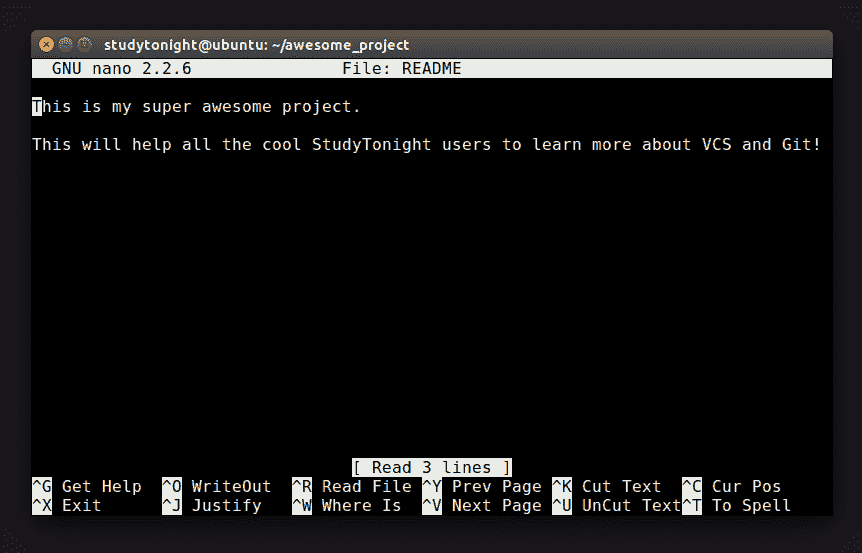 studytonight@ubuntu: ~/awesome_project
GNU nano 2.2.6 File: README
This is my super awesome project.
This will help all the cool StudyTonight users to learn more about VCS and Git!
[ Read 3 lines ]
^G Get Help ^O WriteOut ^R Read File ^Y Prev Page ^K Cut Text ^C Cur Pos
^X Exit ^J Justify ^W Where Is ^V Next Page ^U UnCut Text ^T To Spell